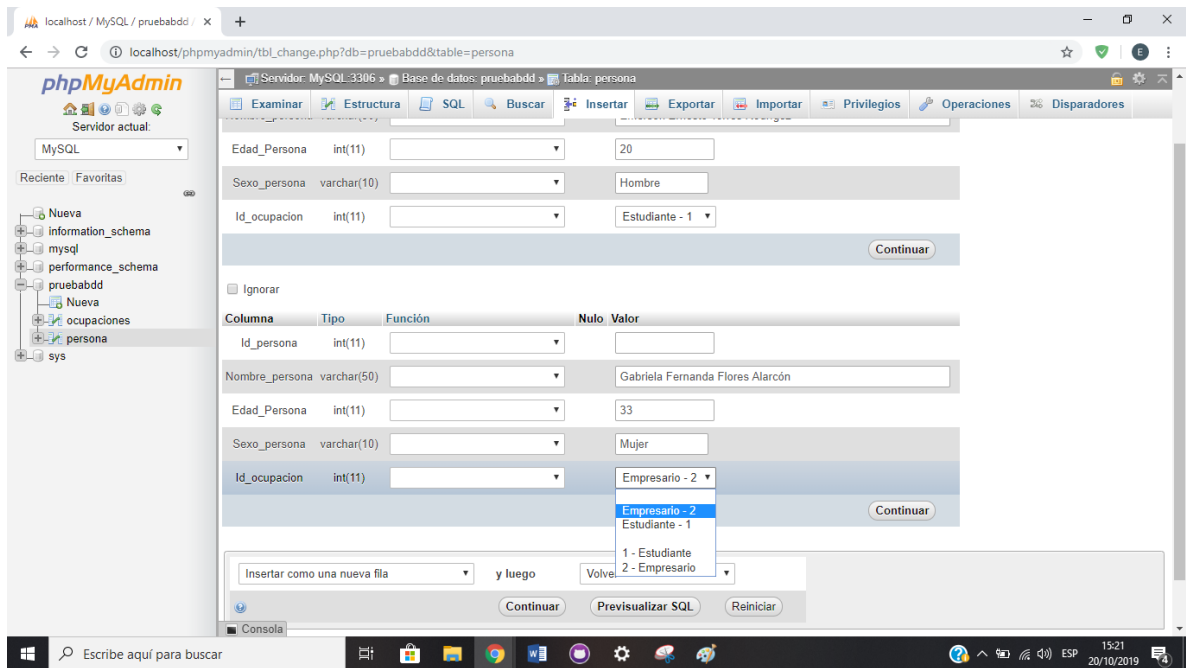 localhost / MySQL / pruebabdd /
localhost/phpmyadmin/tbl_change.php?db=pruebabdd&table=persona
E
phpMyAdmin
Servidor actual:
MySQL
Reciente Favoritas
Nueva
information_schema
mysql
performance_schema
pruebabdd
Nueva
ocupaciones
persona
sys
Servidor: MySQL:3306 » Base de datos: pruebabdd » Tabla: persona
Examinar Estructura SQL Buscar Insertar Exportar Importar Privilegios Operaciones Disparadores
Edad_Persona int(11) 20
Sexo_persona varchar(10) Hombre
Id_ocupacion int(11) Estudiante - 1
Continuar
Ignorar
Columna Tipo Función Nulo Valor
Id_persona int(11)
Nombre_persona varchar(50) Gabriela Fernanda Flores Alarcón
Edad_Persona int(11) 33
Sexo_persona varchar(10) Mujer
Id_ocupacion int(11) Empresario - 2
Empresario - 2
Estudiante - 1
1 - Estudiante
2 - Empresario
Continuar
Insertar como una nueva fila y luego Volve
Continuar Previsualizar SQL Reiniciar
Consola
Escribe aquí para buscar
ESP
15:21
20/10/2019
4